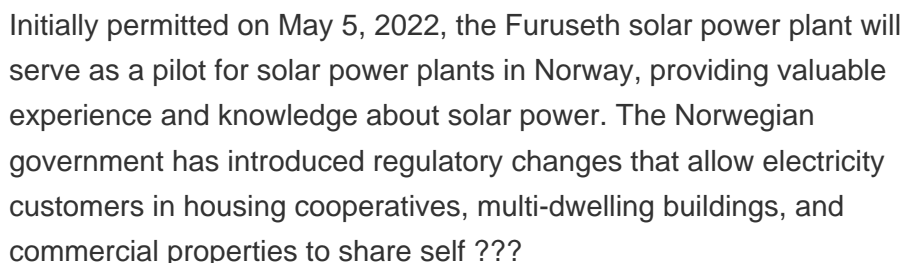 Initially permitted on May 5, 2022, the Furuseth solar power plant will
serve as a pilot for solar power plants in Norway, providing valuable
experience and knowledge about solar power. The Norwegian
government has introduced regulatory changes that allow electricity
customers in housing cooperatives, multi-dwelling buildings, and
commercial properties to share self ???